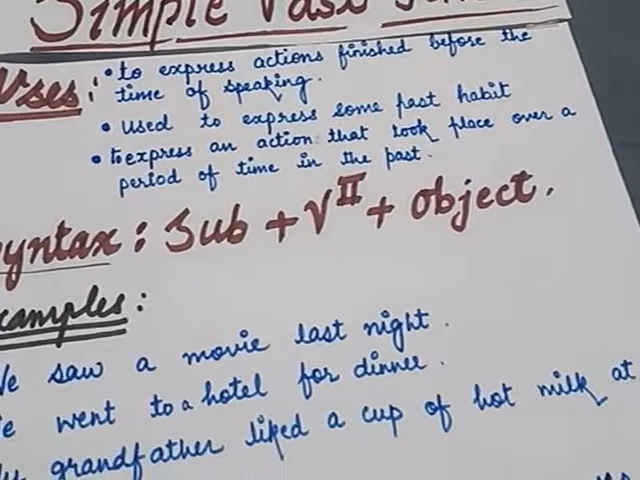 Simple Past
Uses: • to express actions finished before the
time of speaking.
• used to express some past habit
• to express an action that took place over a
period of time in the past.
Syntax: Sub + V II + Object.
Examples:
We saw a movie last night.
went to a hotel for dinner.
grandfather liked a cup of hot milk at